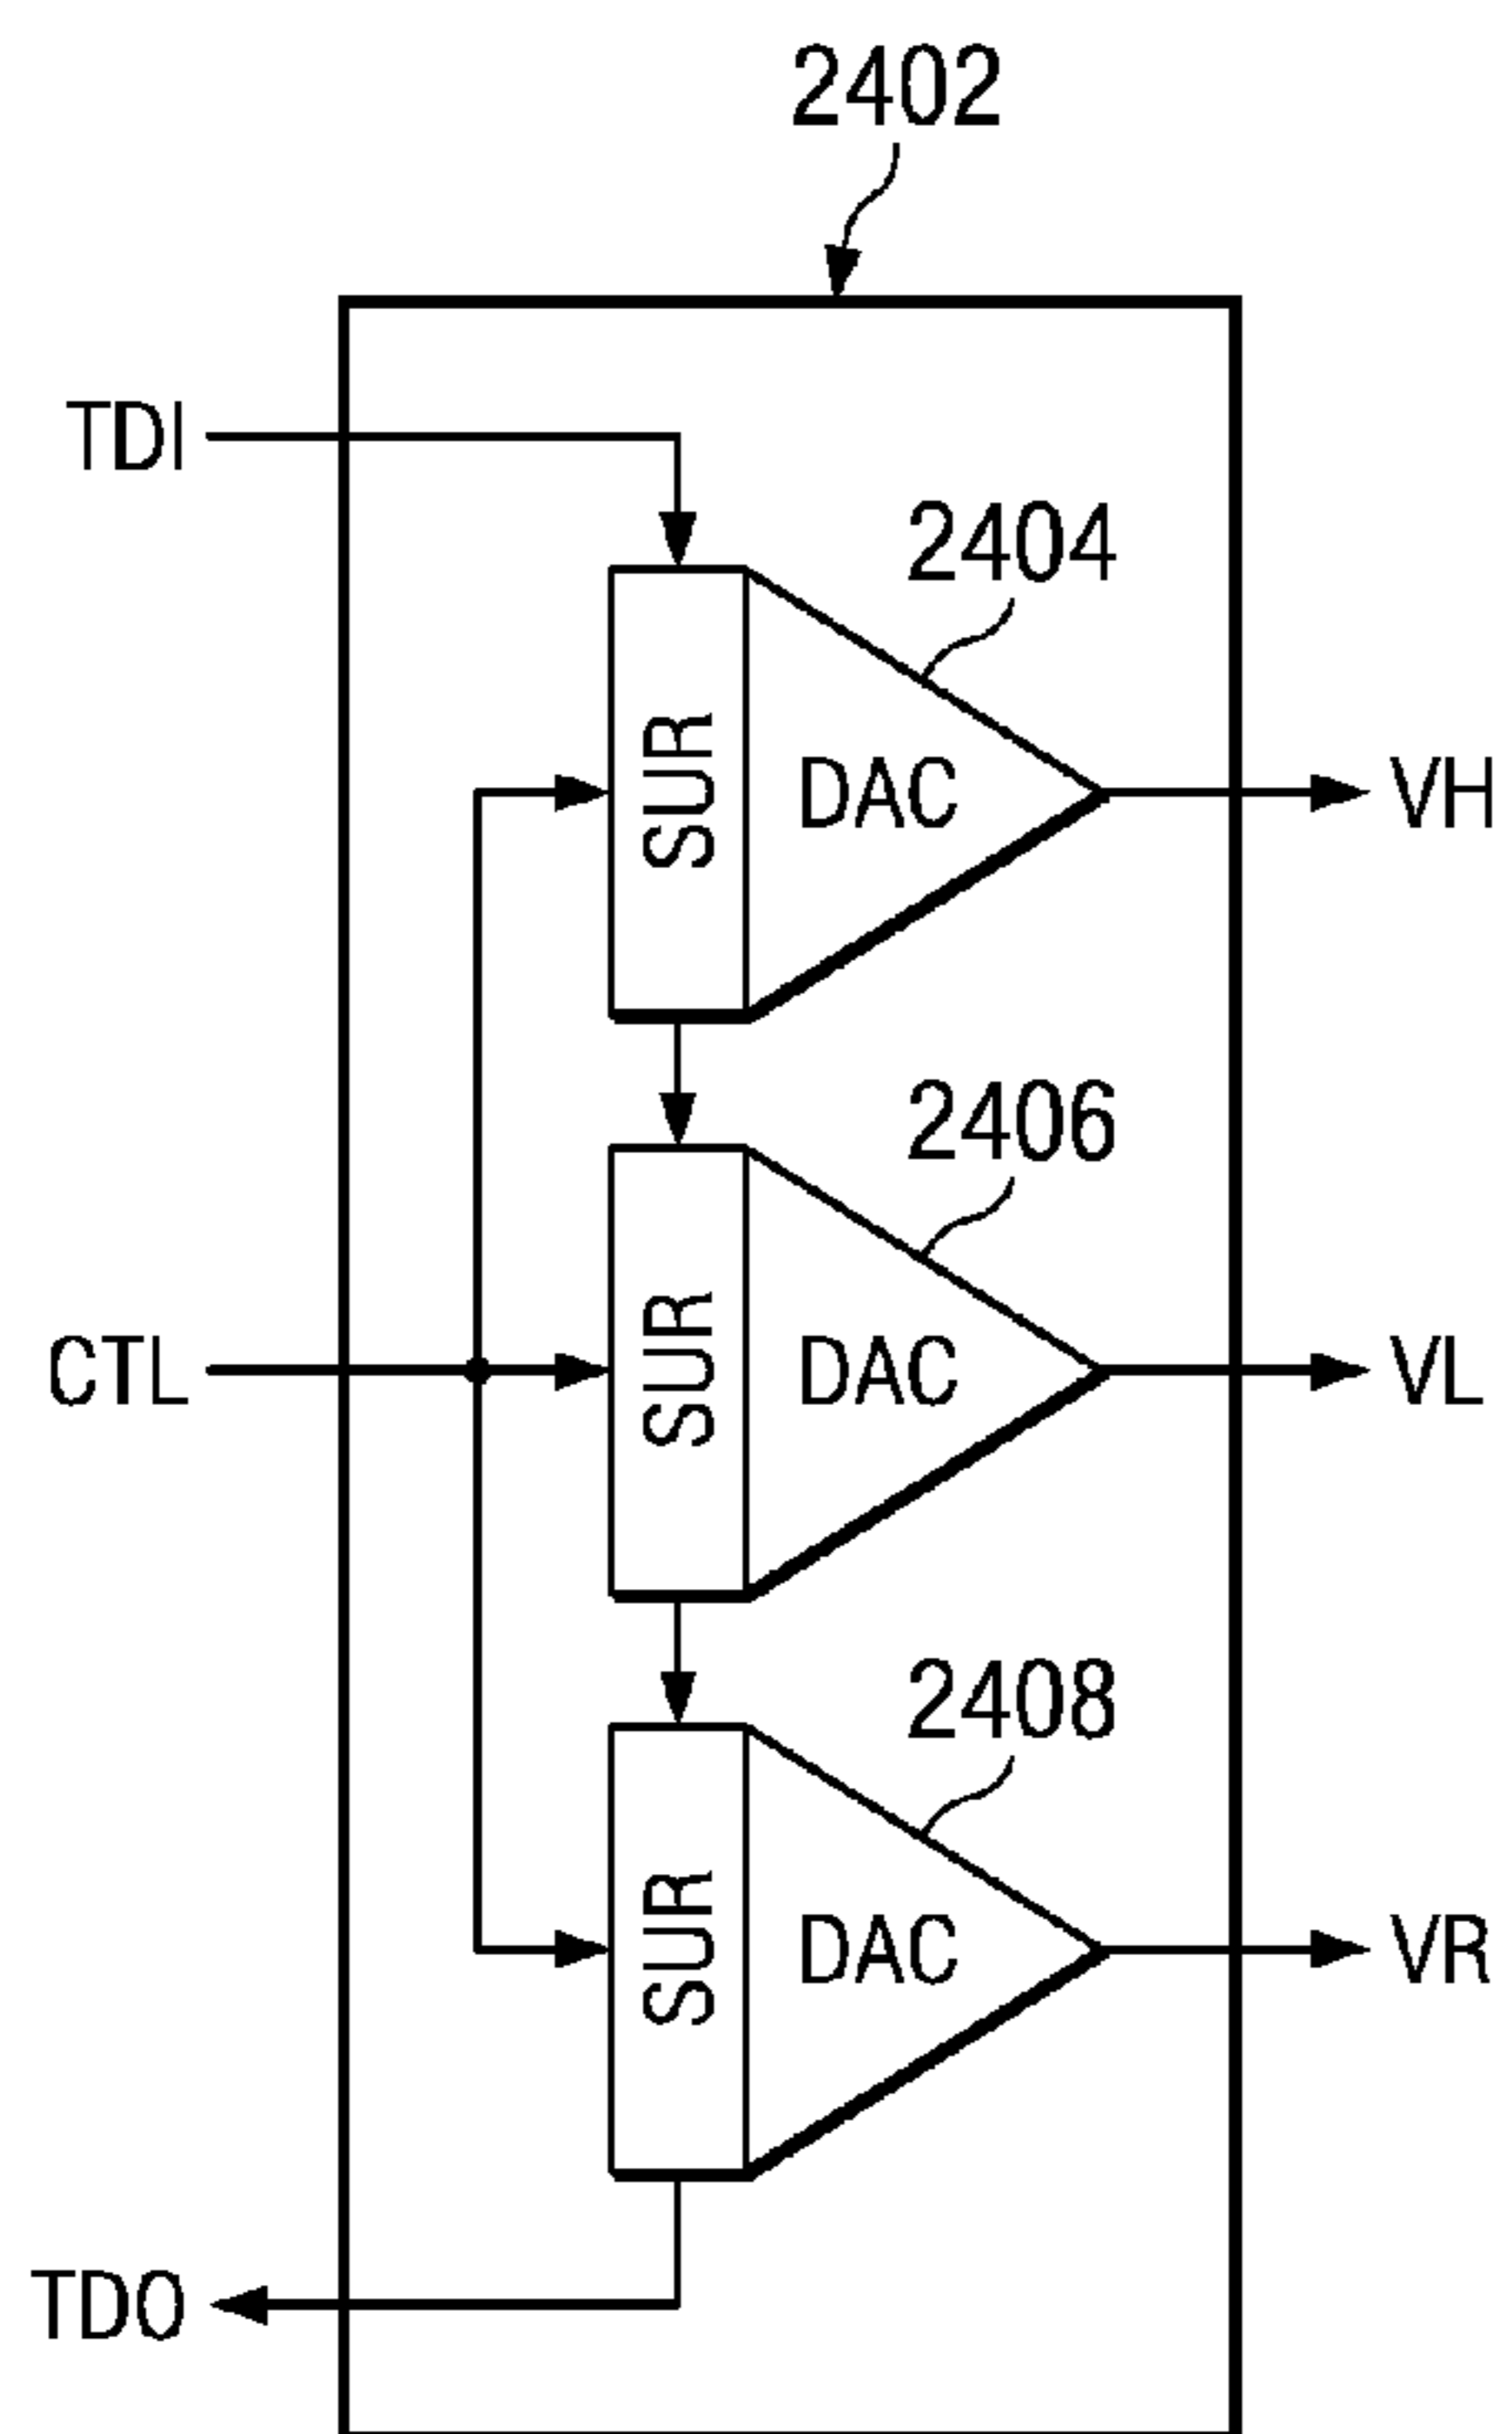 2402
TDI
2404
SUR
DAC
VH
2406
CTL
SUR
DAC
VL
2408
SUR
DAC
VR
TDO